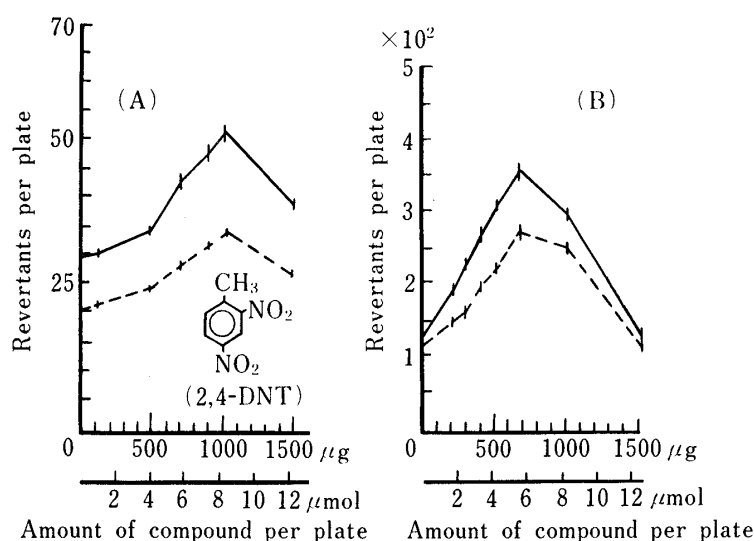 70
50
25
0
Revertants per plate
(A)
CH₃
NO₂
NO₂
(2,4-DNT)
500 1000 1500 μg
2 4 6 8 10 12 μmol
Amount of compound per plate
×10²
5
4
3
2
1
0
Revertants per plate
(B)
500 1000 1500 μg
2 4 6 8 10 12 μmol
Amount of compound per plate